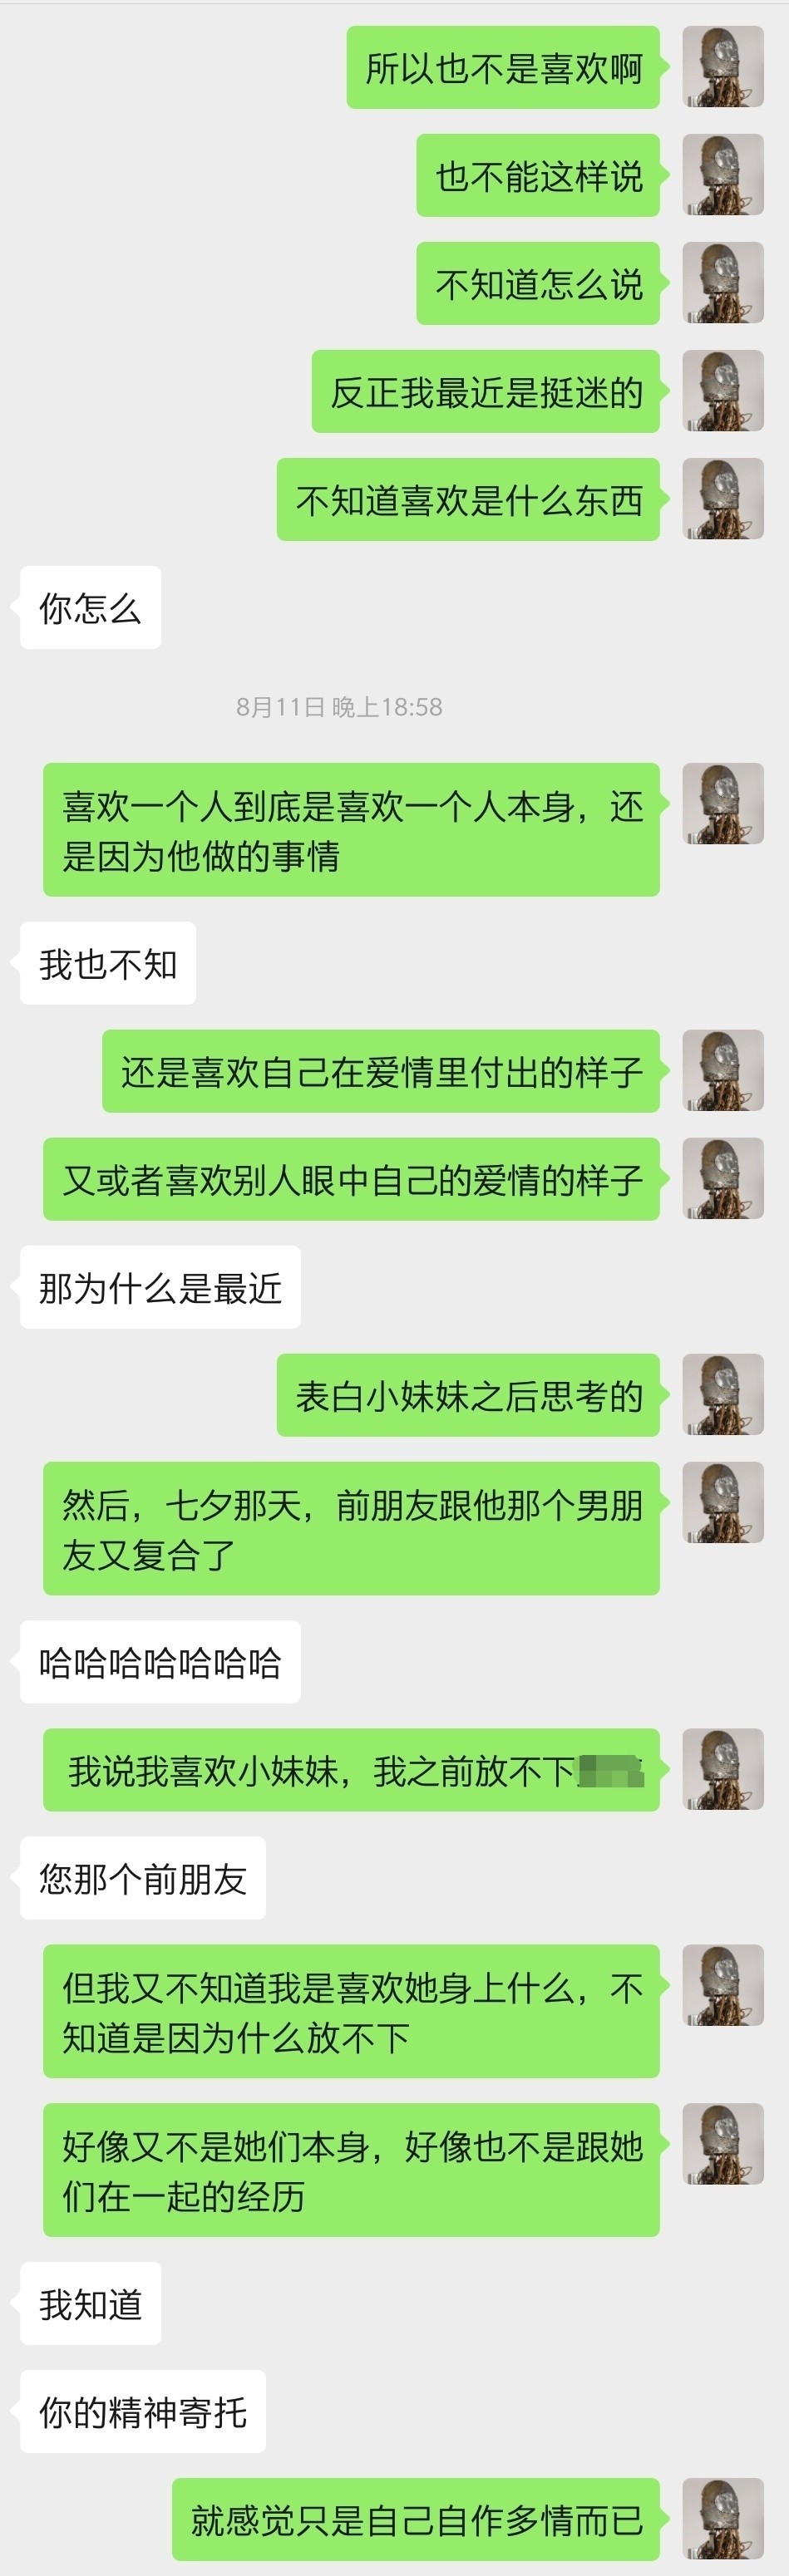 所以也不是喜欢啊
也不能这样说
不知道怎么说
反正我最近是挺迷的
不知道喜欢是什么东西
你怎么
8月11日 晚上18:58
喜欢一个人到底是喜欢一个人本身，还
是因为他做的事情
我也不知
还是喜欢自己在爱情里付出的样子
又或者喜欢别人眼中自己的爱情的样子
那为什么是最近
表白小妹妹之后思考的
然后，七夕那天，前朋友跟他那个男朋
友又复合了
哈哈哈哈哈哈哈
我说我喜欢小妹妹，我之前放不下
您那个前朋友
但我又不知道我是喜欢她身上什么，不
知道是因为什么放不下
好像又不是她们本身，好像也不是跟她
们在一起的经历
我知道
你的精神寄托
就感觉只是自己自作多情而已